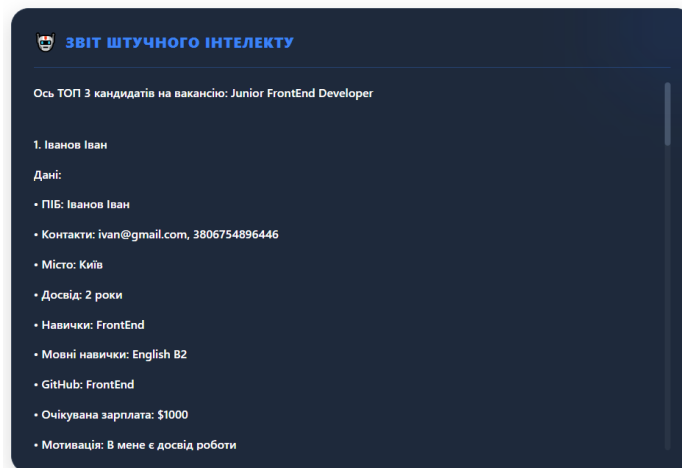 ЗВІТ ШТУЧНОГО ІНТЕЛЕКТУ
Ось ТОП 3 кандидатів на вакансію: Junior FrontEnd Developer
1. Іванов Іван
Дані:
• ПІБ: Іванов Іван
• Контакти: ivan@gmail.com, 3806754896446
• Місто: Київ
• Досвід: 2 роки
• Навички: FrontEnd
• Мовні навички: English B2
• GitHub: FrontEnd
• Очікувана зарплата: $1000
• Мотивація: В мене є досвід роботи